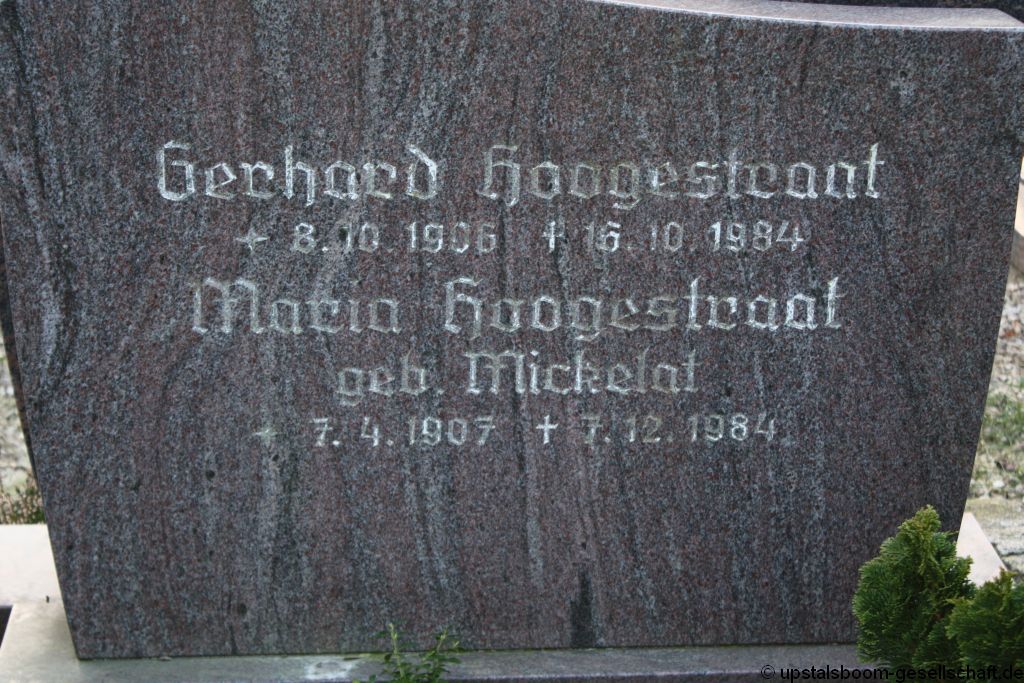 Gerhard Hoogestraat
✦ 8.10.1906 ✝ 16.10.1984
Maria Hoogestraat
geb. Mickelat
✦ 7.4.1907 ✝ 7.12.1984
© upstalsboom-gesellschaft.de